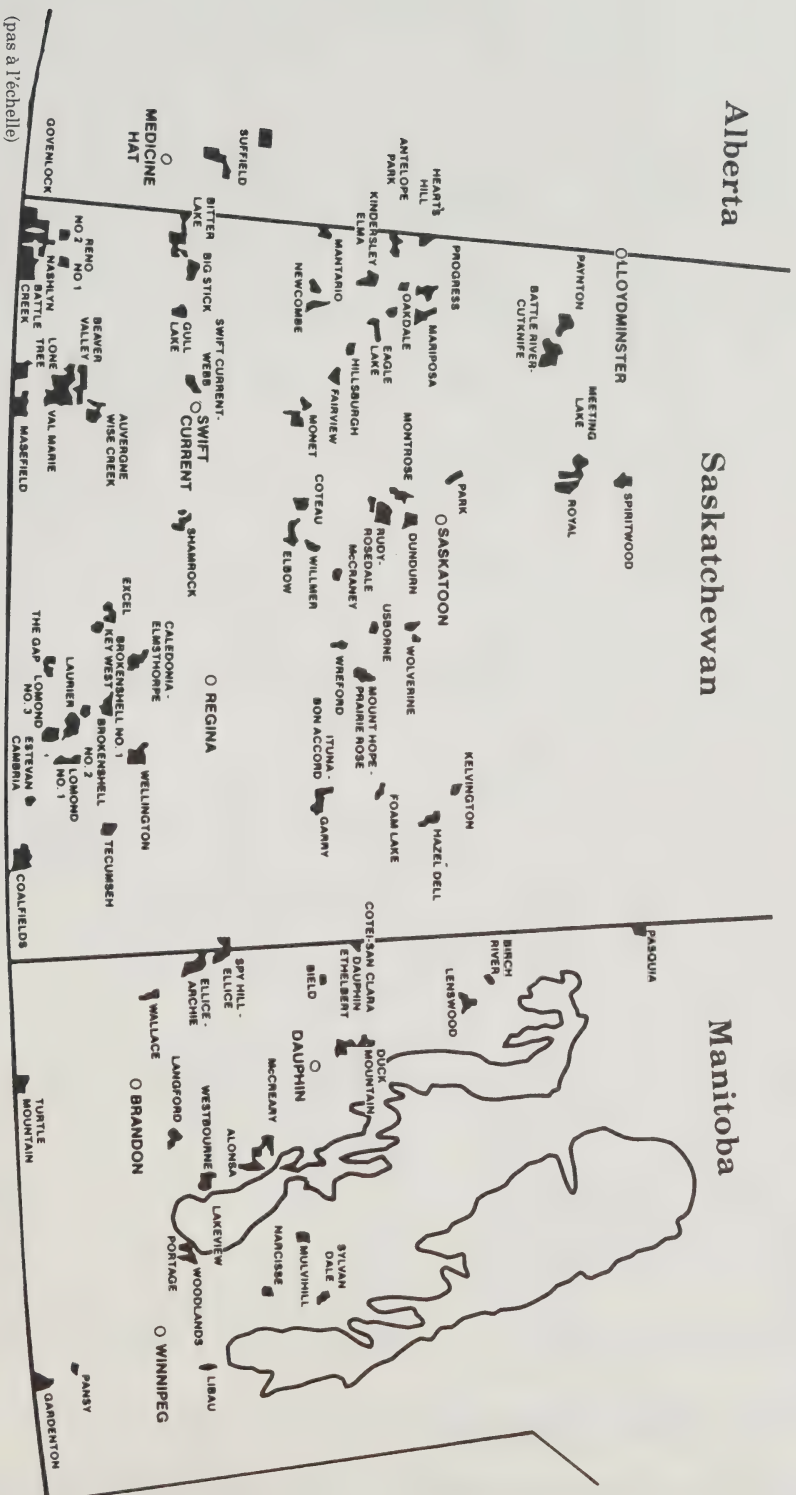 Alberta
Saskatchewan
Manitoba
LLOYDMINSTER
PAYNTON
BATTLE RIVER-
CUTKNIFE
MEETING
LAKE
SPIRITWOOD
ROYAL
PASQUIA
HEART'S
HILL
ANTELOPE
PARK
PROGRESS
MARIPOSA
OAKDALE
KINDERSLEY
ELMA
EAGLE
LAKE
MANTARIO
NEWCOMBE
HILLSBURGH
FAIRVIEW
MONET
PARK
SASKATOON
MONTROSE
DUNDURN
RUDY-
ROSEDALE
McCRANEY
COTEAU
WILLMER
ELBOW
WOLVERINE
USBORNE
WREFORD
MOUNT HOPE -
PRAIRIE ROSE
ITUNA -
BON ACCORD
GARRY
FOAM LAKE
KELVINGTON
HAZEL DELL
BIRCH
RIVER
LENSWOOD
COTEI-SAN CLARA
DAUPHIN
ETHELBERT
DUCK
MOUNTAIN
BIELD
DAUPHIN
McCREARY
ALONSA
SYLVAN
DALE
MULVIHILL
NARCISSE
SUFFIELD
MEDICINE
HAT
BITTER
LAKE
BIG STICK
GULL
LAKE
SWIFT CURRENT-
WEBB
SWIFT
CURRENT
SHAMROCK
REGINA
CALEDONIA -
ELMSTHORPE
WELLINGTON
EXCEL
KEY WEST
BROKENSHELL NO. 1
BROKENSHELL
NO. 2
TECUMSEH
LAURIER
LOMOND
NO. 1
THE GAP
LOMOND
NO. 3
ESTEVAN
CAMBRIA
COALFIELDS
GOVENLOCK
RENO
NO 2
NO 1
NASHLYN
BATTLE
CREEK
BEAVER
VALLEY
LONE
TREE
VAL MARIE
AUVERGNE
WISE CREEK
MASEFIELD
SPY HILL -
ELLICE
ELLICE -
ARCHIE
WALLACE
BRANDON
LANGFORD
WESTBOURNE
LAKEVIEW
PORTAGE
WOODLANDS
WINNIPEG
LIBAU
PANSY
GARDENTON
TURTLE
MOUNTAIN
(pas à l'échelle)